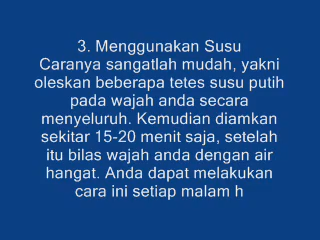 3. Menggunakan Susu
Caranya sangatlah mudah, yakni
oleskan beberapa tetes susu putih
pada wajah anda secara
menyeluruh. Kemudian diamkan
sekitar 15-20 menit saja, setelah
itu bilas wajah anda dengan air
hangat. Anda dapat melakukan
cara ini setiap malam h